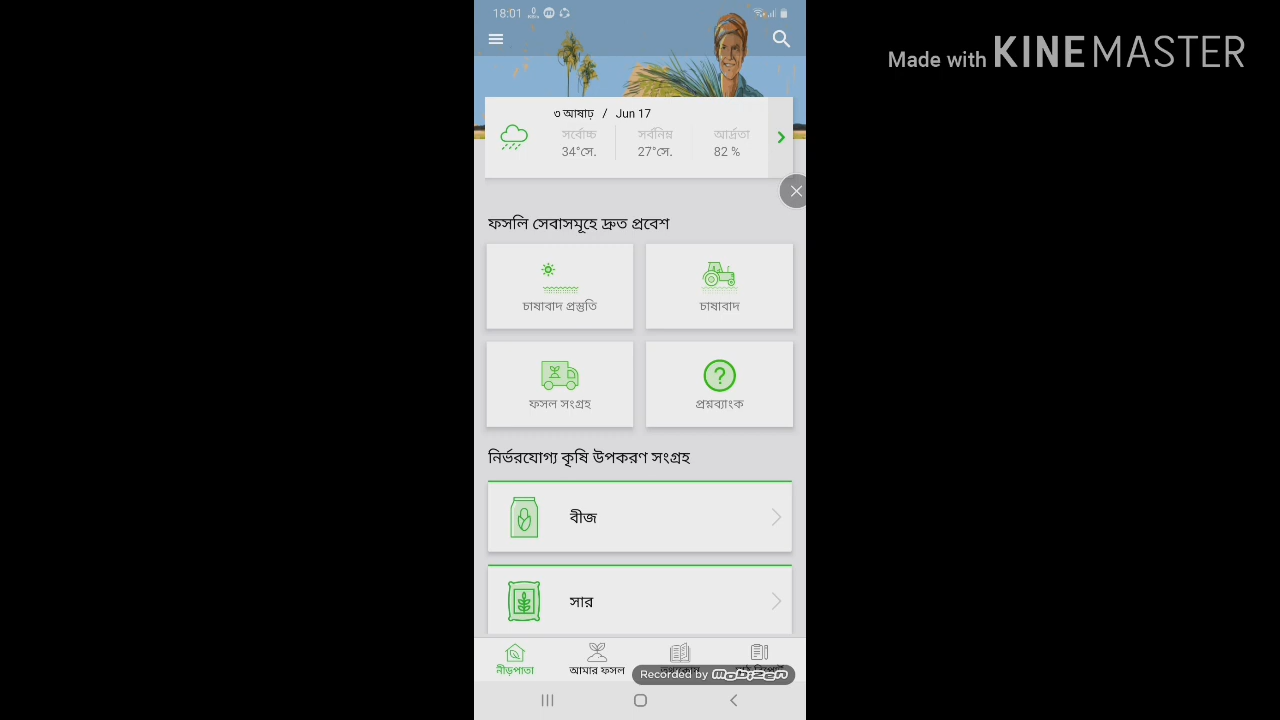 18:01
Made with KINEMASTER
৩ আষাঢ় / Jun 17
সর্বোচ্চ সর্বনিম্ন আর্দ্রতা
34°সে. 27°সে. 82 %
ফসলি সেবাসমূহে দ্রুত প্রবেশ
চাষাবাদ প্রস্তুতি চাষাবাদ
ফসল সংগ্রহ প্রশ্নব্যাংক
নির্ভরযোগ্য কৃষি উপকরণ সংগ্রহ
বীজ
সার
নীড়পাতা আমার ফসল
Recorded by mobizen